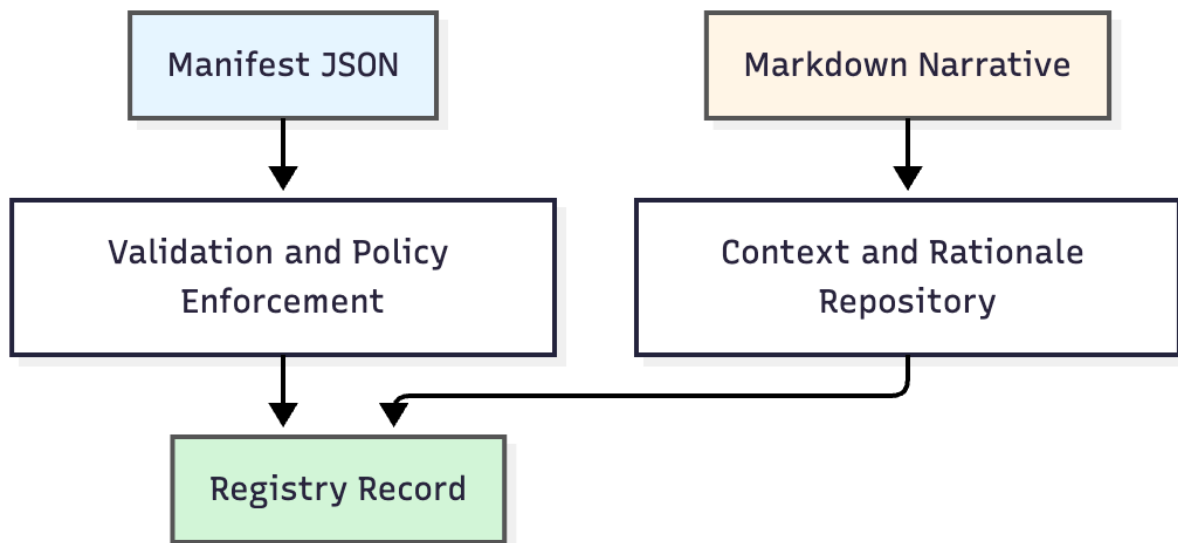 Manifest JSON
Markdown Narrative
Validation and Policy
Enforcement
Context and Rationale
Repository
Registry Record